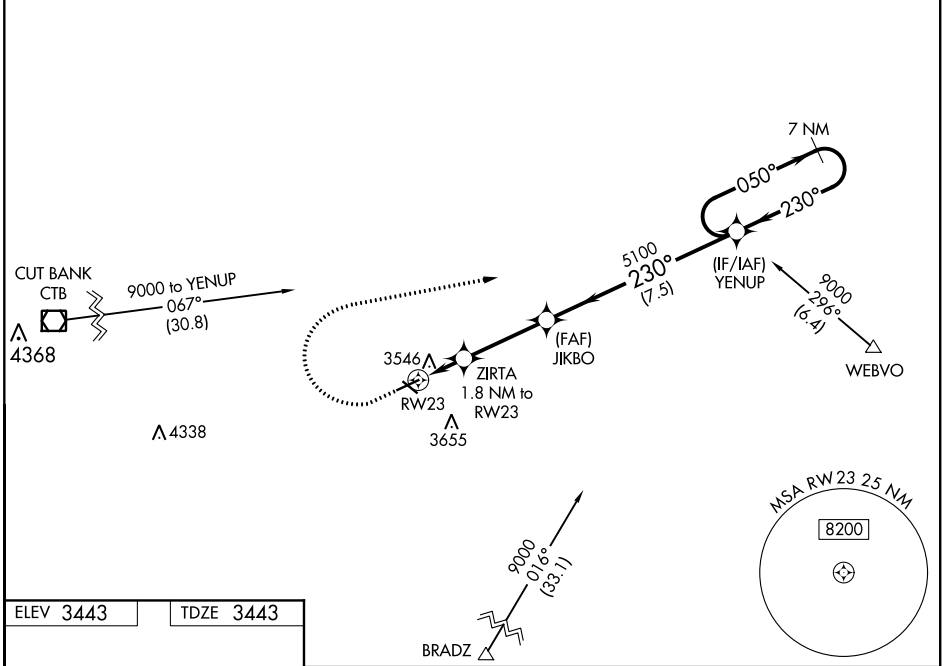 7 NM
050°
230°
5100
230°
(7.5)
(IF/IAF)
YENUP
CUT BANK
CTB
9000 to YENUP
067°
(30.8)
4368
9000
296°
(6.4)
WEBVO
(FAF)
JIKBO
3546
ZIRTA
1.8 NM to
RW23
RW23
3655
4338
9000
016°
(33.1)
BRADZ
MSA RW23 25 NM
8200
ELEV 3443
TDZE 3443